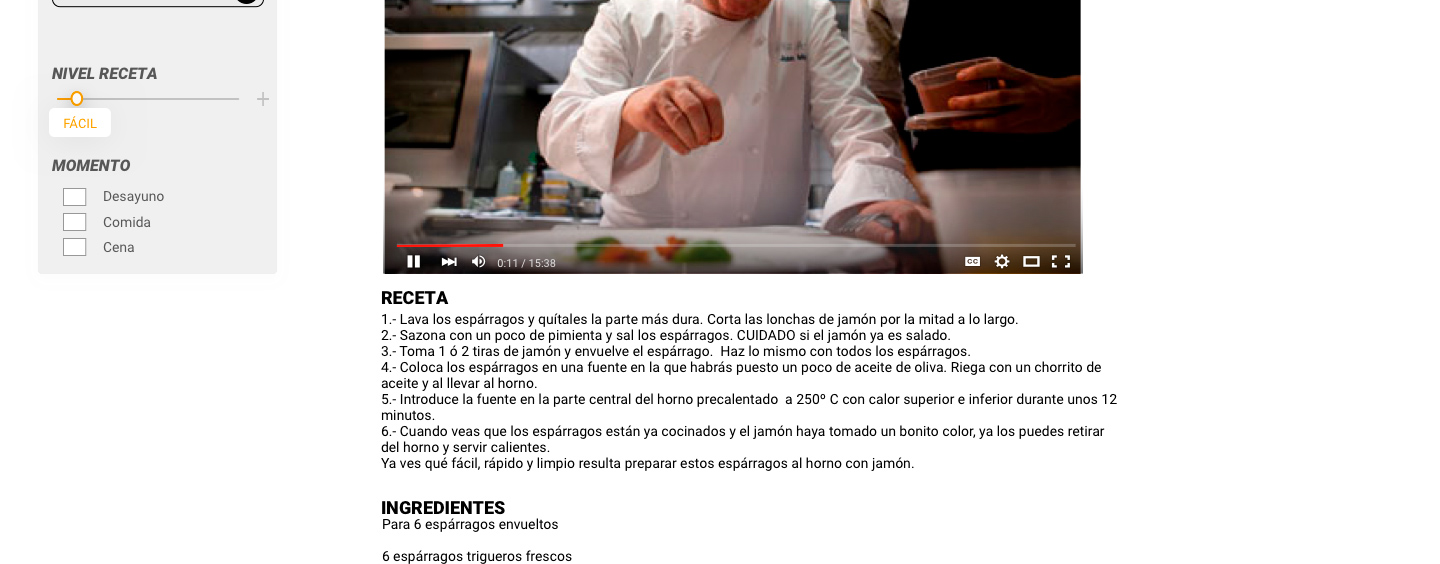 NIVEL RECETA
FÁCIL
MOMENTO
Desayuno
Comida
Cena
0:11 / 15:38
CC
RECETA
1.- Lava los espárragos y quítales la parte más dura. Corta las lonchas de jamón por la mitad a lo largo.
2.- Sazona con un poco de pimienta y sal los espárragos. CUIDADO si el jamón ya es salado.
3.- Toma 1 ó 2 tiras de jamón y envuelve el espárrago.  Haz lo mismo con todos los espárragos.
4.- Coloca los espárragos en una fuente en la que habrás puesto un poco de aceite de oliva. Riega con un chorrito de
aceite y al llevar al horno.
5.- Introduce la fuente en la parte central del horno precalentado  a 250º C con calor superior e inferior durante unos 12
minutos.
6.- Cuando veas que los espárragos están ya cocinados y el jamón haya tomado un bonito color, ya los puedes retirar
del horno y servir calientes.
Ya ves qué fácil, rápido y limpio resulta preparar estos espárragos al horno con jamón.
INGREDIENTES
Para 6 espárragos envueltos
6 espárragos trigueros frescos